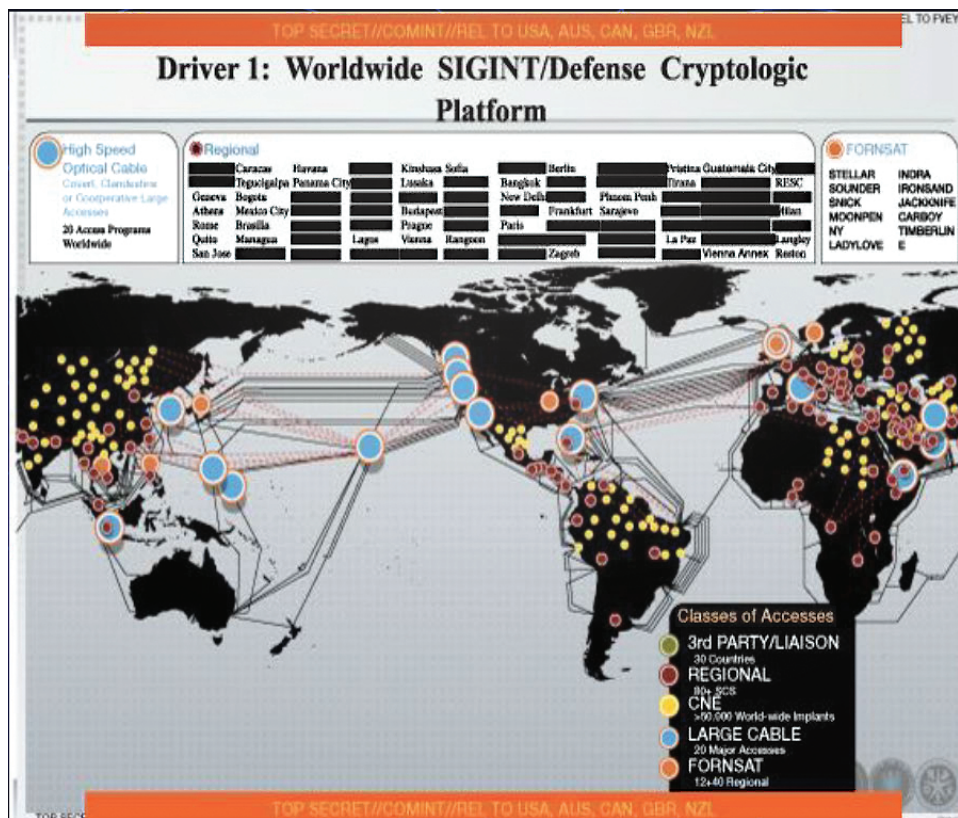 EL TO FVEY
TOP SECRET//COMINT//REL TO USA, AUS, CAN, GBR, NZL
Driver 1: Worldwide SIGINT/Defense Cryptologic
Platform
High Speed
Optical Cable
Covert, Clandestine
or Cooperative Large
Accesses
20 Access Programs
Worldwide
Regional
Caracas Havana Kinshasa Sofia Berlin Pristina Guatemala City
Tegucigalpa Panama City Lusaka Bangkok Tirana RESC
Geneva Bogota New Delhi Phnom Penh
Athens Mexico City Budapest Frankfurt Sarajevo Milan
Rome Brasilia Prague Paris
Quito Managua Lagos Vienna Rangoon La Paz Langley
San Jose Zagreb Vienna Annex Reston
FORNSAT
STELLAR INDRA
SOUNDER IRONSAND
SNICK JACKKNIFE
MOONPEN CARBOY
NY TIMBERLIN
LADYLOVE E
Classes of Accesses
3rd PARTY/LIAISON
30 Countries
REGIONAL
80+ SCS
CNE
>50,000 World-wide Implants
LARGE CABLE
20 Major Accesses
FORNSAT
12+40 Regional
TOP SECRET//COMINT//REL TO USA, AUS, CAN, GBR, NZL